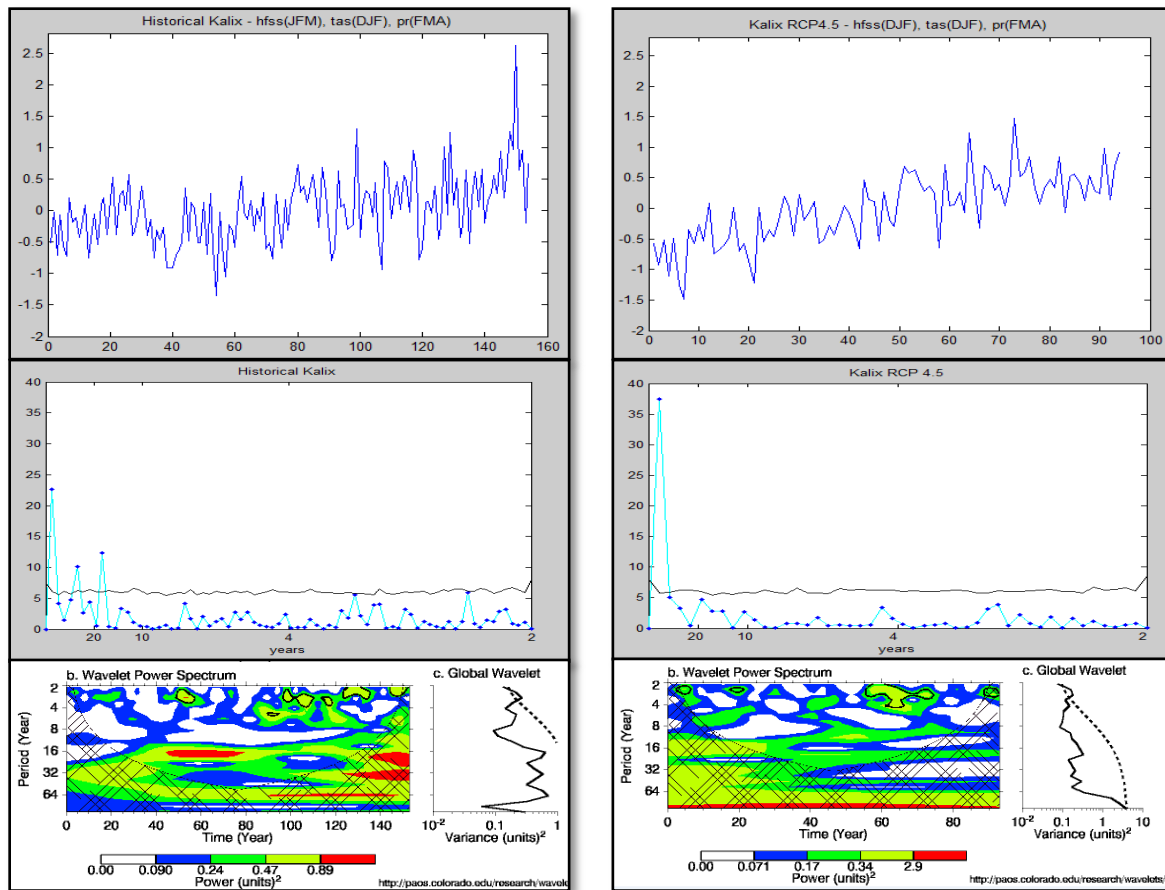 Historical Kalix - hfss(JFM), tas(DJF), pr(FMA)
2.5
2
1.5
1
0.5
0
-0.5
-1
-1.5
-2
0 20 40 60 80 100 120 140 160
Kalix RCP4.5 - hfss(DJF), tas(DJF), pr(FMA)
2.5
2
1.5
1
0.5
0
-0.5
-1
-1.5
-2
0 10 20 30 40 50 60 70 80 90 100
Historical Kalix
40
35
30
25
20
15
10
5
0
20 10 4 2
years
Kalix RCP 4.5
40
35
30
25
20
15
10
5
0
20 10 4 2
years
b. Wavelet Power Spectrum
c. Global Wavelet
Period (Year)
2
4
8
16
32
64
0 20 40 60 80 100 120 140
Time (Year)
10-2 0.1 1
Variance (units)2
0.00 0.090 0.24 0.47 0.89
Power (units)2
http://paos.colorado.edu/research/wavele
b. Wavelet Power Spectrum
c. Global Wavelet
Period (Year)
2
4
8
16
32
64
0 20 40 60 80
Time (Year)
10-2 0.1 1 10
Variance (units)2
0.00 0.071 0.17 0.34 2.9
Power (units)2
http://paos.colorado.edu/research/wavelets/